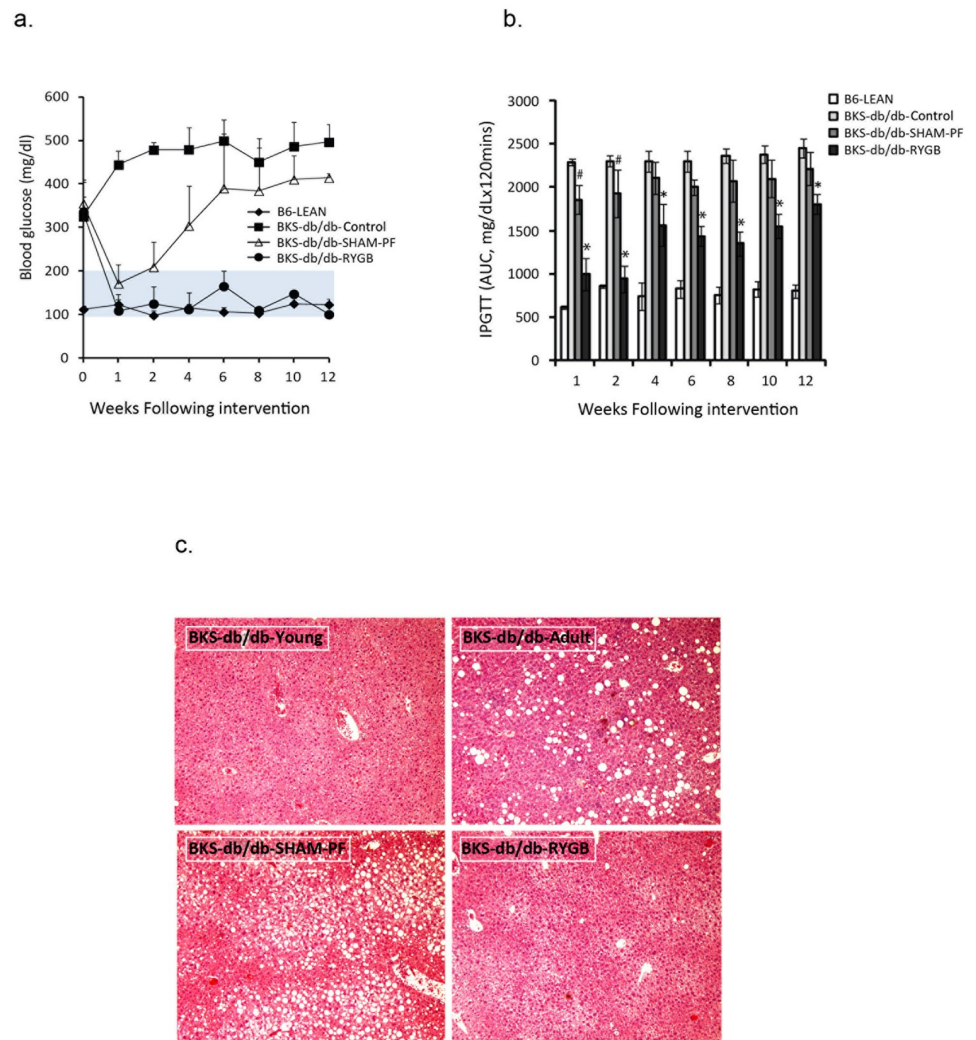 a.
b.
600
500
400
300
200
100
0
Blood glucose (mg/dl)
B6-LEAN
BKS-db/db-Control
BKS-db/db-SHAM-PF
BKS-db/db-RYGB
0 1 2 4 6 8 10 12
Weeks Following intervention
3000
2500
2000
1500
1000
500
0
IPGTT (AUC, mg/dLx120mins)
B6-LEAN
BKS-db/db-Control
BKS-db/db-SHAM-PF
BKS-db/db-RYGB
# # * * * * * * *
1 2 4 6 8 10 12
Weeks Following intervention
c.
BKS-db/db-Young
BKS-db/db-Adult
BKS-db/db-SHAM-PF
BKS-db/db-RYGB